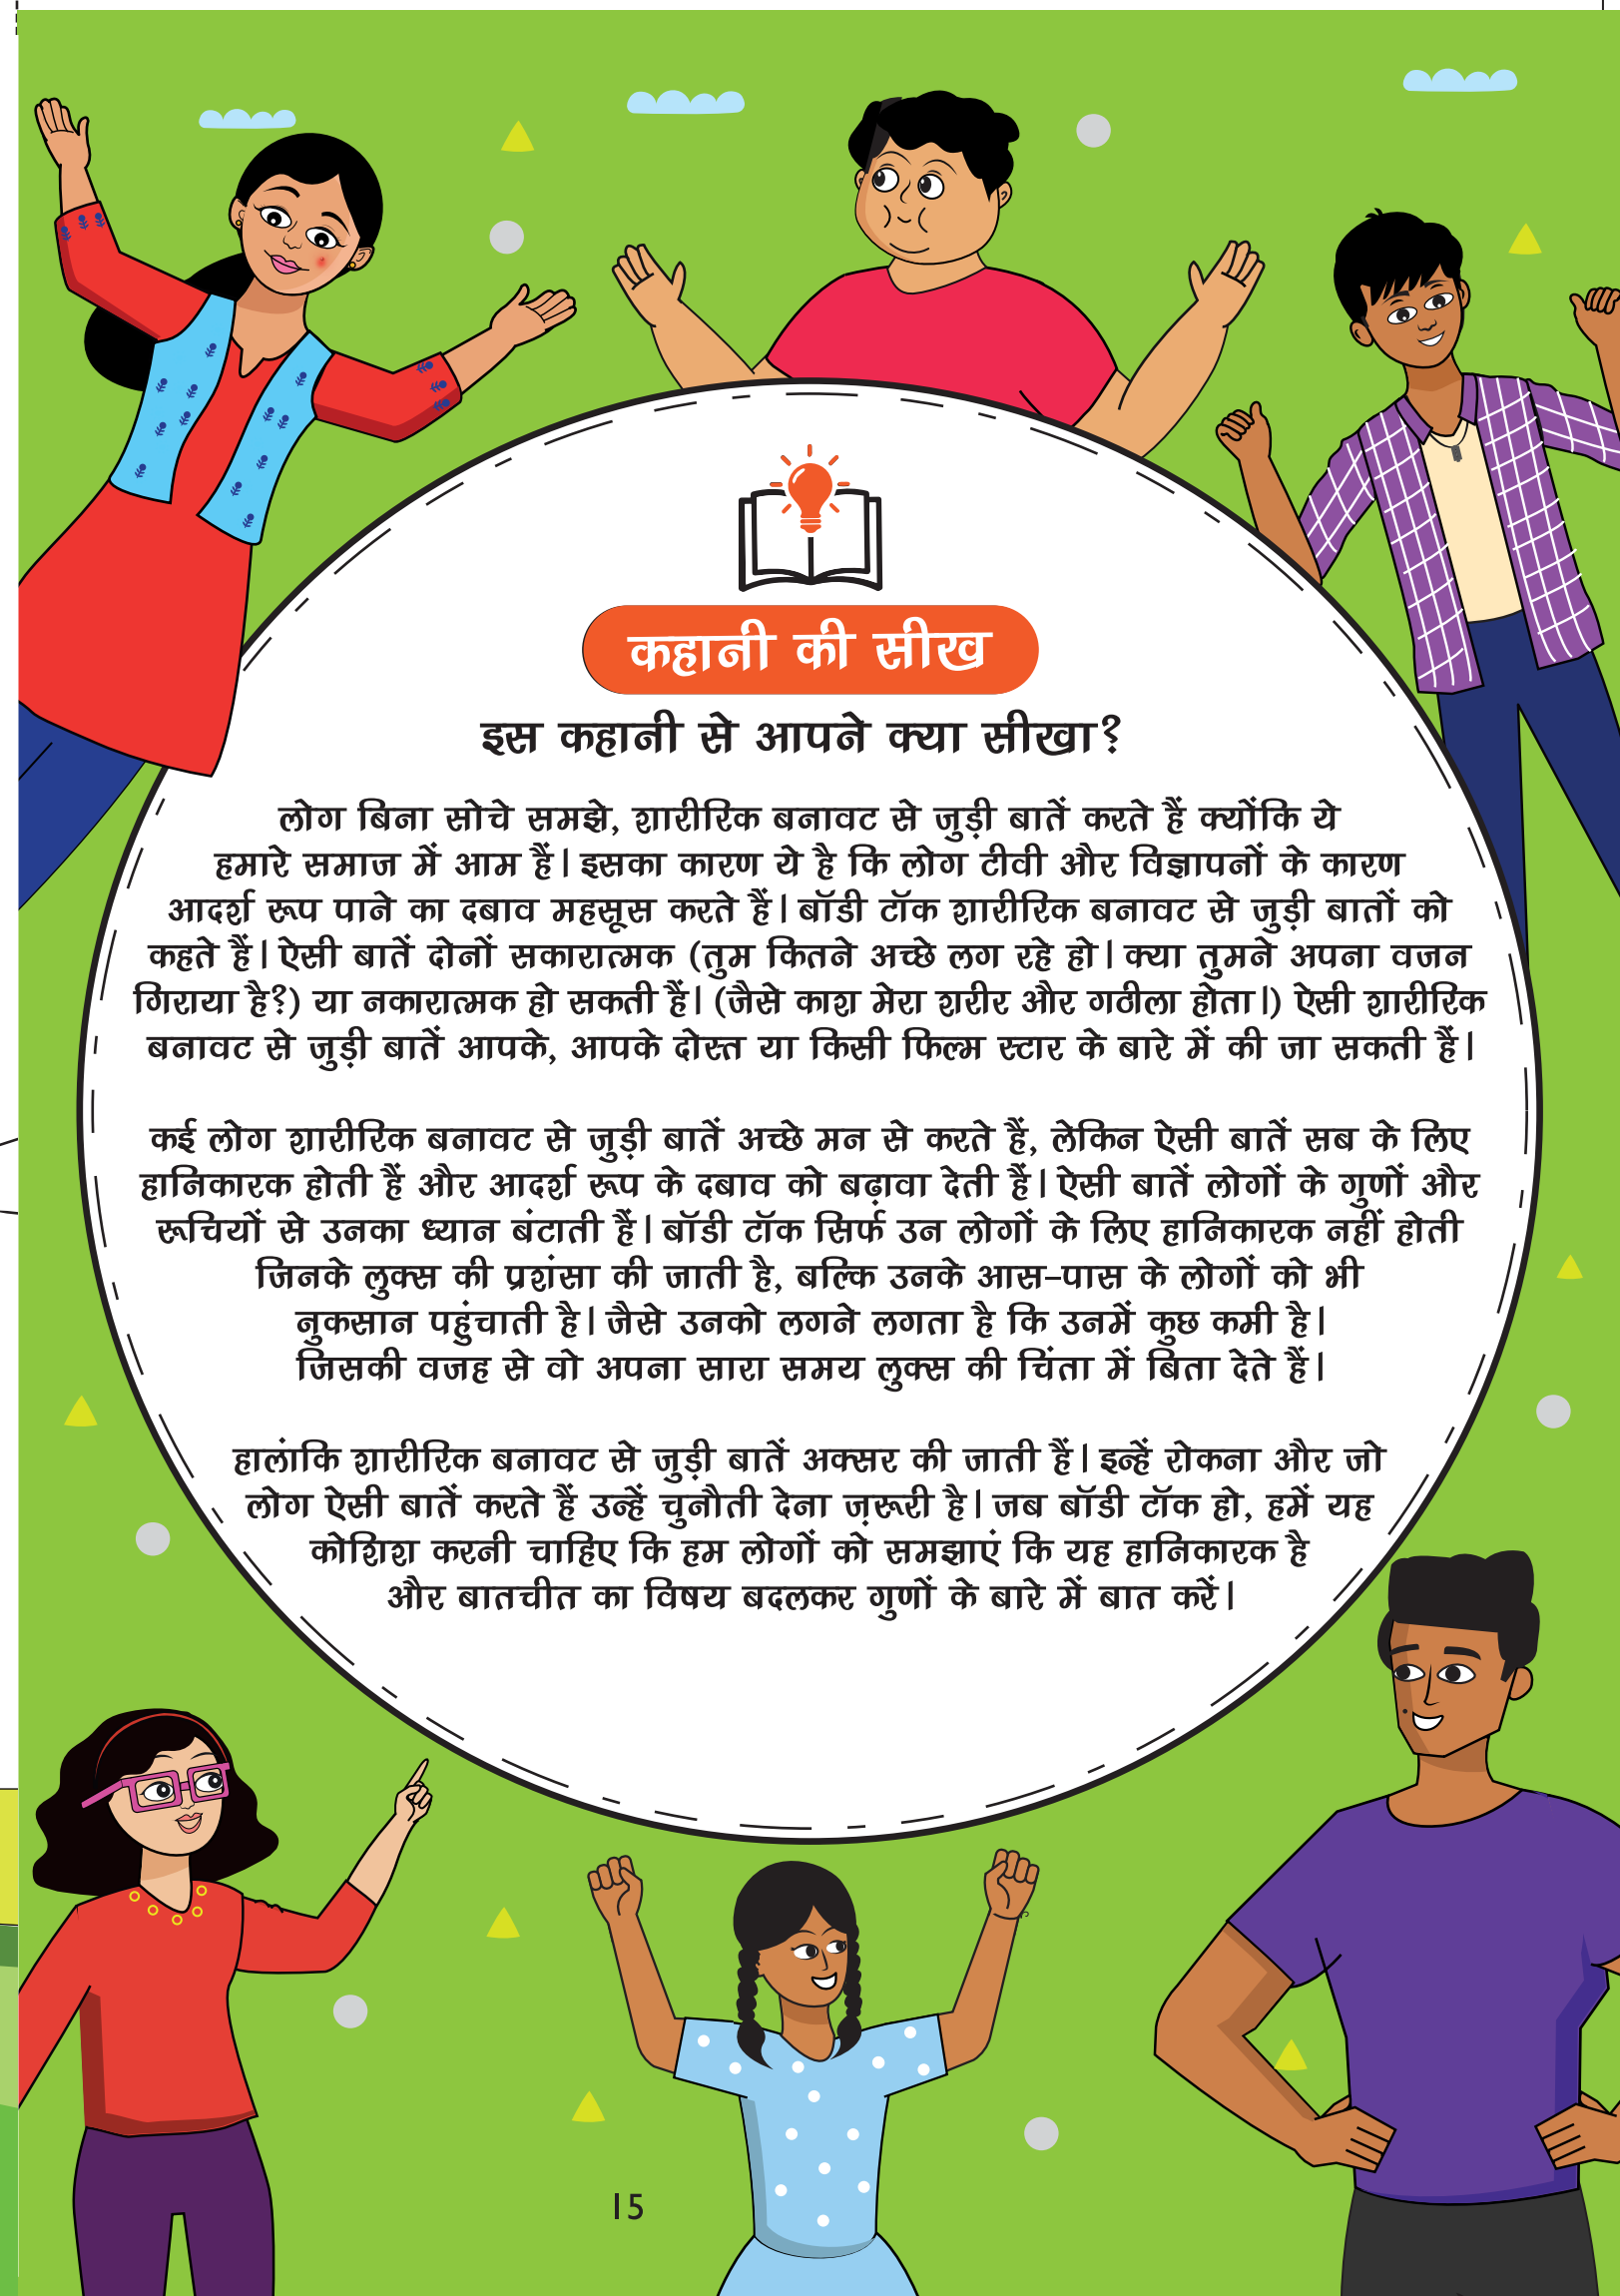 कहानी की सीख
इस कहानी से आपने क्या सीखा?
लोग बिना सोचे समझे, शारीरिक बनावट से जुड़ी बातें करते हैं क्योंकि ये
हमारे समाज में आम हैं। इसका कारण ये है कि लोग टीवी और विज्ञापनों के कारण
आदर्श रूप पाने का दबाव महसूस करते हैं। बॉडी टॉक शारीरिक बनावट से जुड़ी बातों को
कहते हैं। ऐसी बातें दोनों सकारात्मक (तुम कितने अच्छे लग रहे हो। क्या तुमने अपना वजन
गिराया है?) या नकारात्मक हो सकती हैं। (जैसे काश मेरा शरीर और गठीला होता।) ऐसी शारीरिक
बनावट से जुड़ी बातें आपके, आपके दोस्त या किसी फिल्म स्टार के बारे में की जा सकती हैं।
कई लोग शारीरिक बनावट से जुड़ी बातें अच्छे मन से करते हैं, लेकिन ऐसी बातें सब के लिए
हानिकारक होती हैं और आदर्श रूप के दबाव को बढ़ावा देती हैं। ऐसी बातें लोगों के गुणों और
रूचियों से उनका ध्यान बंटाती हैं। बॉडी टॉक सिर्फ उन लोगों के लिए हानिकारक नहीं होती
जिनके लुक्स की प्रशंसा की जाती है, बल्कि उनके आस-पास के लोगों को भी
नुकसान पहुंचाती है। जैसे उनको लगने लगता है कि उनमें कुछ कमी है।
जिसकी वजह से वो अपना सारा समय लुक्स की चिंता में बिता देते हैं।
हालांकि शारीरिक बनावट से जुड़ी बातें अक्सर की जाती हैं। इन्हें रोकना और जो
लोग ऐसी बातें करते हैं उन्हें चुनौती देना ज़रूरी है। जब बॉडी टॉक हो, हमें यह
कोशिश करनी चाहिए कि हम लोगों को समझाएं कि यह हानिकारक है
और बातचीत का विषय बदलकर गुणों के बारे में बात करें।
15